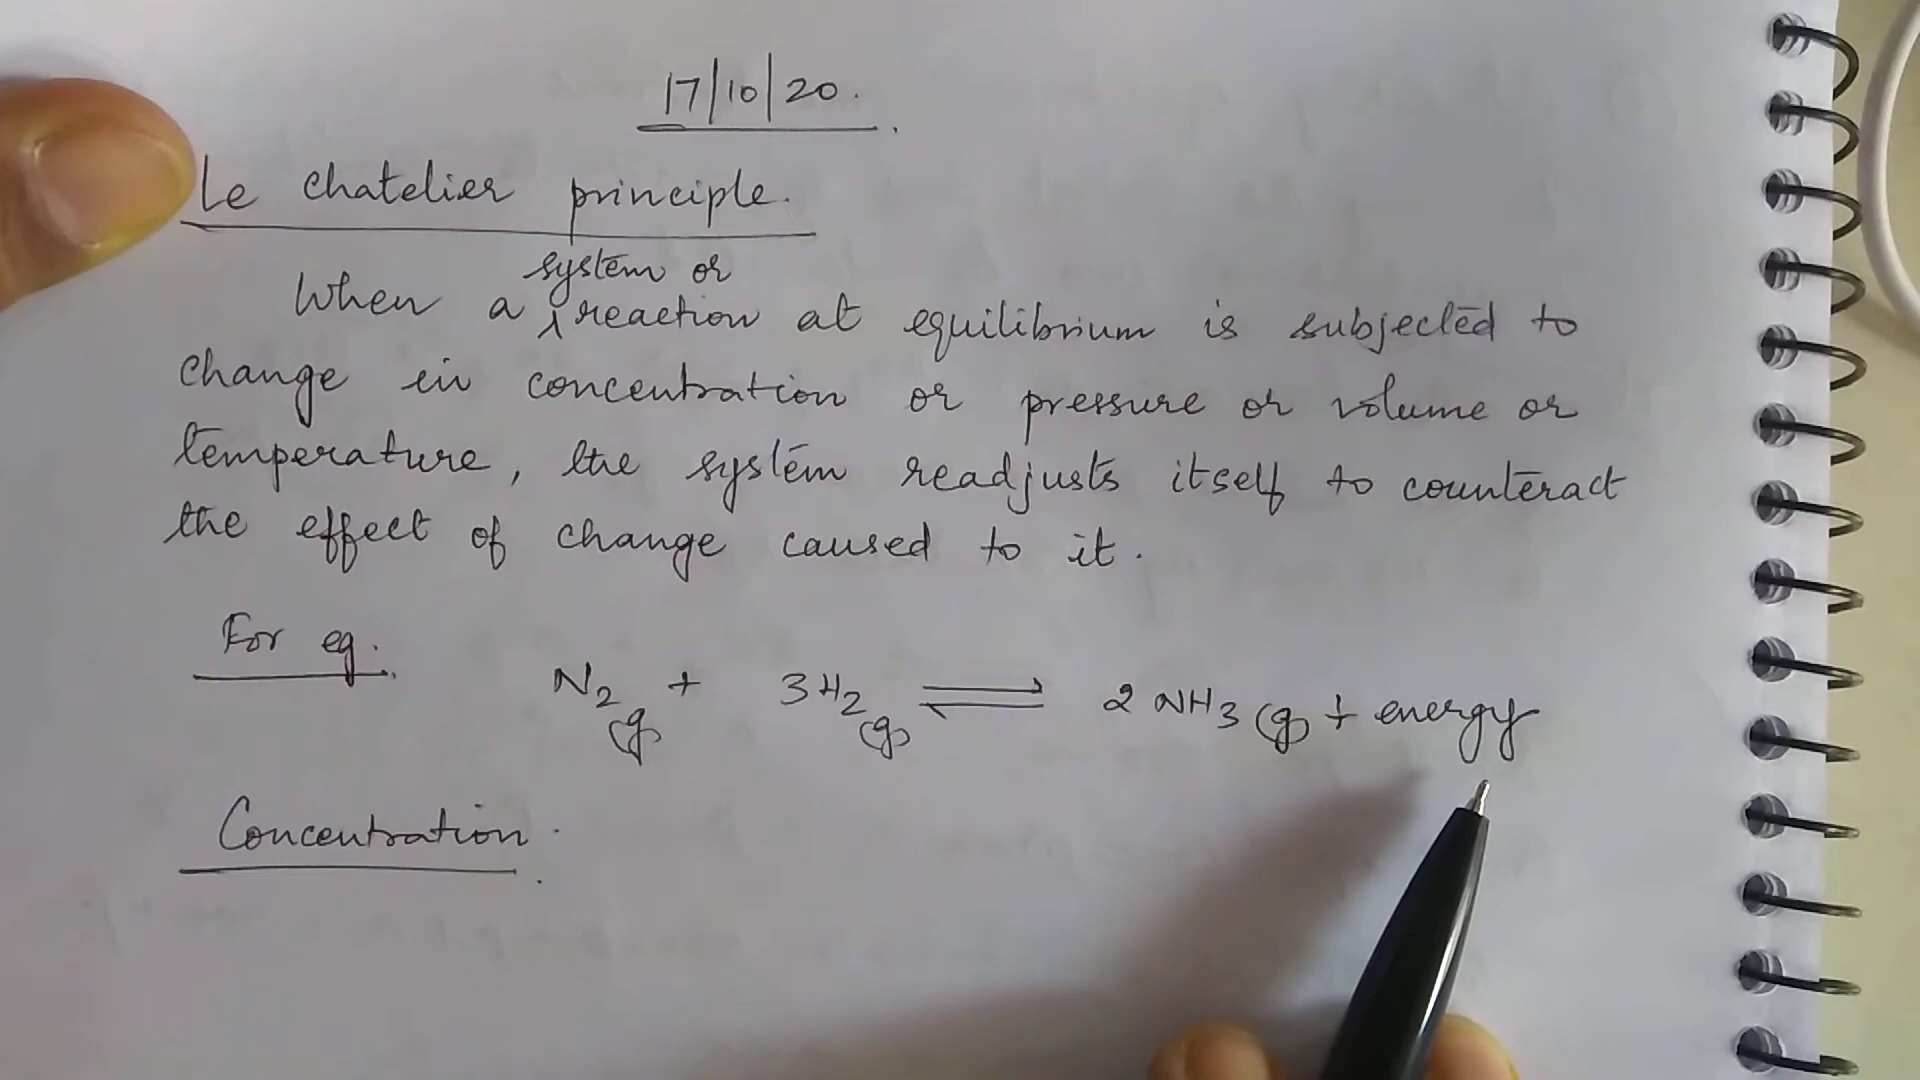 17/10/20.
Le chatelier principle.
system or
When a ⁁ reaction at equilibrium is subjected to
change in concentration or pressure or volume or
temperature, the system readjusts itself to counteract
the effect of change caused to it.
For eg.
N₂(g) + 3H₂(g) ⇌ 2NH₃(g) + energy
Concentration.